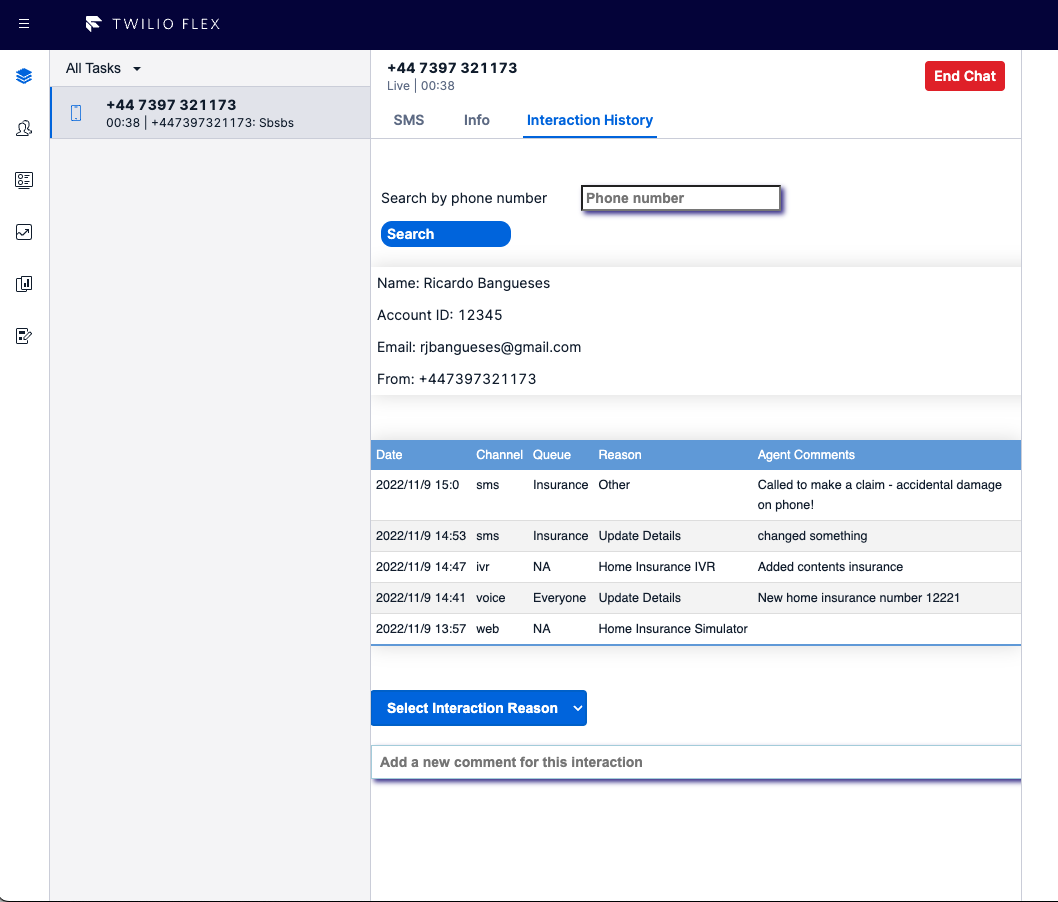 TWILIO FLEX
All Tasks
+44 7397 321173
00:38 | +447397321173: Sbsbs
+44 7397 321173
Live | 00:38
End Chat
SMS Info Interaction History
Search by phone number Phone number
Search
Name: Ricardo Bangueses
Account ID: 12345
Email: rjbangueses@gmail.com
From: +447397321173
Date Channel Queue Reason Agent Comments
2022/11/9 15:0 sms Insurance Other Called to make a claim - accidental damage
on phone!
2022/11/9 14:53 sms Insurance Update Details changed something
2022/11/9 14:47 ivr NA Home Insurance IVR Added contents insurance
2022/11/9 14:41 voice Everyone Update Details New home insurance number 12221
2022/11/9 13:57 web NA Home Insurance Simulator
Select Interaction Reason
Add a new comment for this interaction